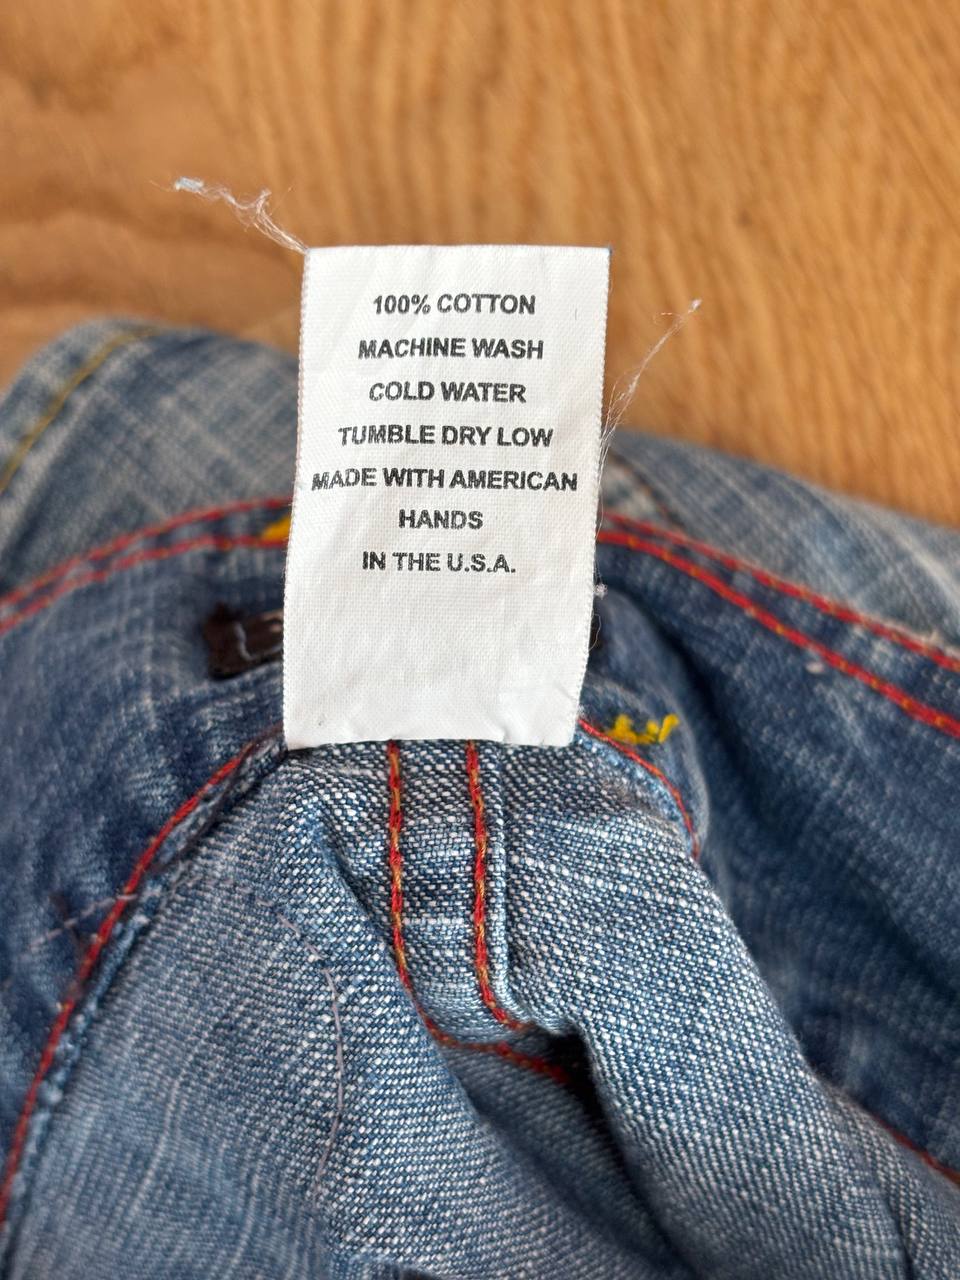 100% COTTON
MACHINE WASH
COLD WATER
TUMBLE DRY LOW
MADE WITH AMERICAN
HANDS
IN THE U.S.A.